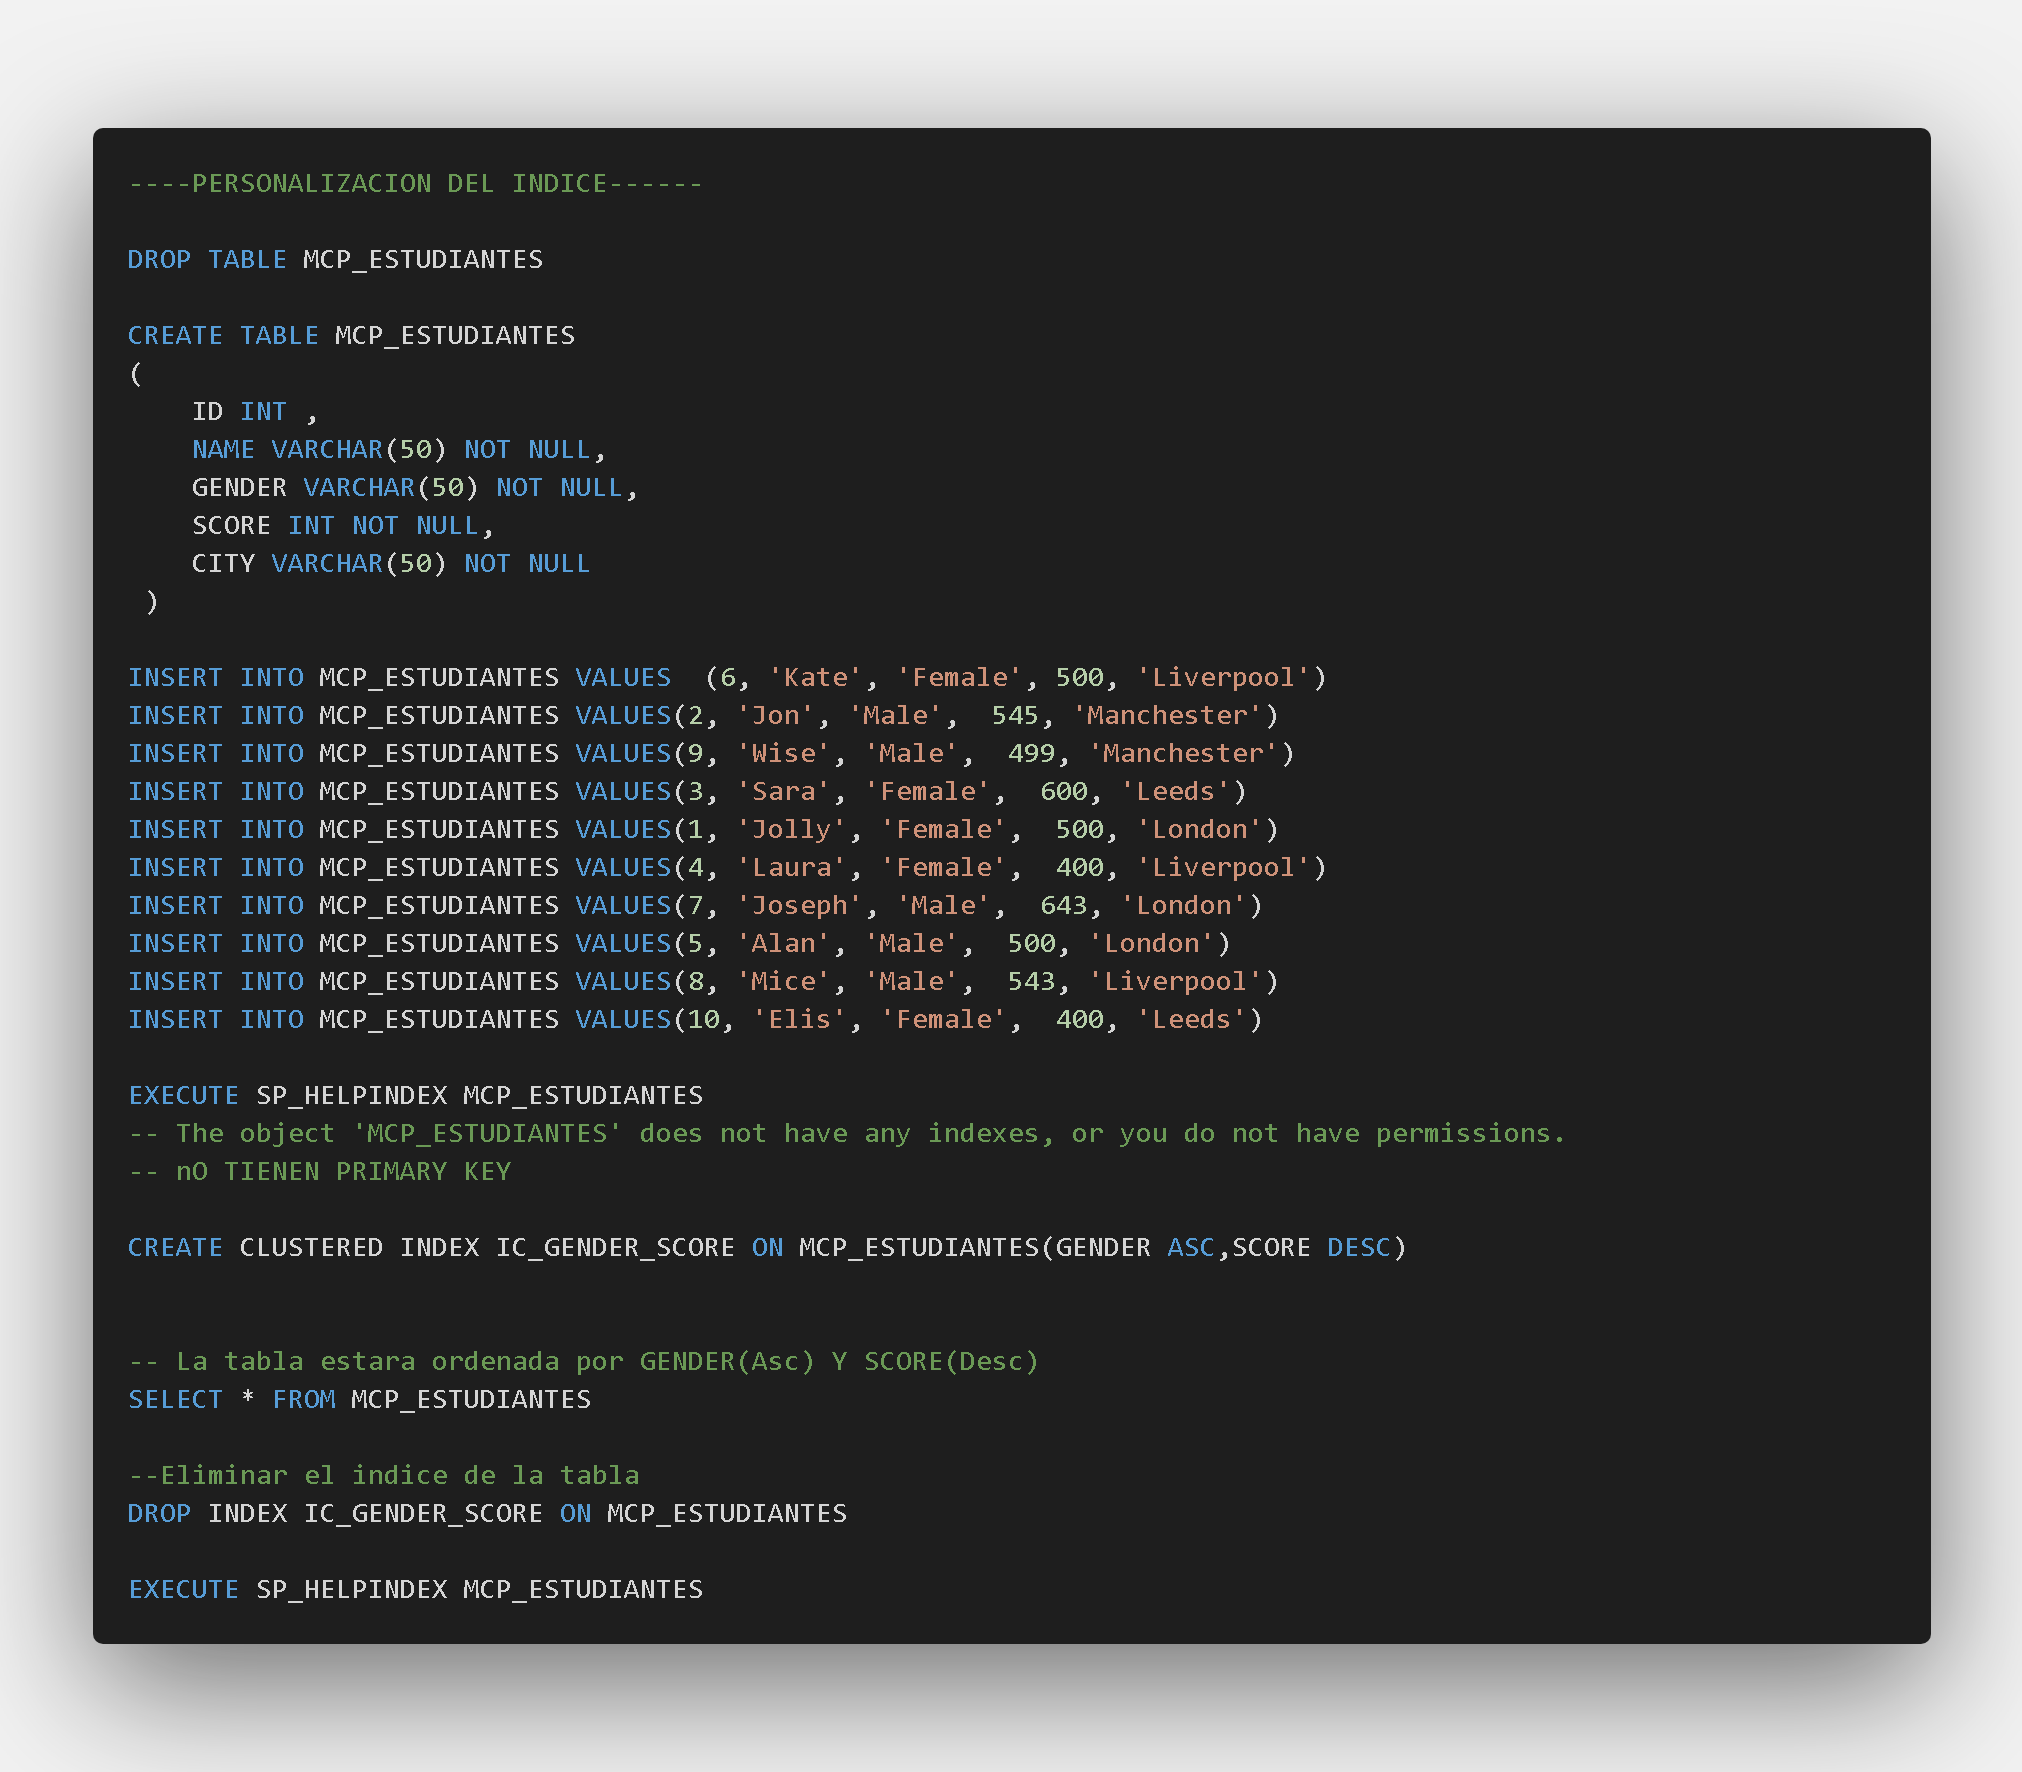 ----PERSONALIZACION DEL INDICE------
DROP TABLE MCP_ESTUDIANTES
CREATE TABLE MCP_ESTUDIANTES
(
ID INT ,
NAME VARCHAR(50) NOT NULL,
GENDER VARCHAR(50) NOT NULL,
SCORE INT NOT NULL,
CITY VARCHAR(50) NOT NULL
)
INSERT INTO MCP_ESTUDIANTES VALUES  (6, 'Kate', 'Female', 500, 'Liverpool')
INSERT INTO MCP_ESTUDIANTES VALUES(2, 'Jon', 'Male',  545, 'Manchester')
INSERT INTO MCP_ESTUDIANTES VALUES(9, 'Wise', 'Male',  499, 'Manchester')
INSERT INTO MCP_ESTUDIANTES VALUES(3, 'Sara', 'Female',  600, 'Leeds')
INSERT INTO MCP_ESTUDIANTES VALUES(1, 'Jolly', 'Female',  500, 'London')
INSERT INTO MCP_ESTUDIANTES VALUES(4, 'Laura', 'Female',  400, 'Liverpool')
INSERT INTO MCP_ESTUDIANTES VALUES(7, 'Joseph', 'Male',  643, 'London')
INSERT INTO MCP_ESTUDIANTES VALUES(5, 'Alan', 'Male',  500, 'London')
INSERT INTO MCP_ESTUDIANTES VALUES(8, 'Mice', 'Male',  543, 'Liverpool')
INSERT INTO MCP_ESTUDIANTES VALUES(10, 'Elis', 'Female',  400, 'Leeds')
EXECUTE SP_HELPINDEX MCP_ESTUDIANTES
-- The object 'MCP_ESTUDIANTES' does not have any indexes, or you do not have permissions.
-- nO TIENEN PRIMARY KEY
CREATE CLUSTERED INDEX IC_GENDER_SCORE ON MCP_ESTUDIANTES(GENDER ASC,SCORE DESC)
-- La tabla estara ordenada por GENDER(Asc) Y SCORE(Desc)
SELECT * FROM MCP_ESTUDIANTES
--Eliminar el indice de la tabla
DROP INDEX IC_GENDER_SCORE ON MCP_ESTUDIANTES
EXECUTE SP_HELPINDEX MCP_ESTUDIANTES